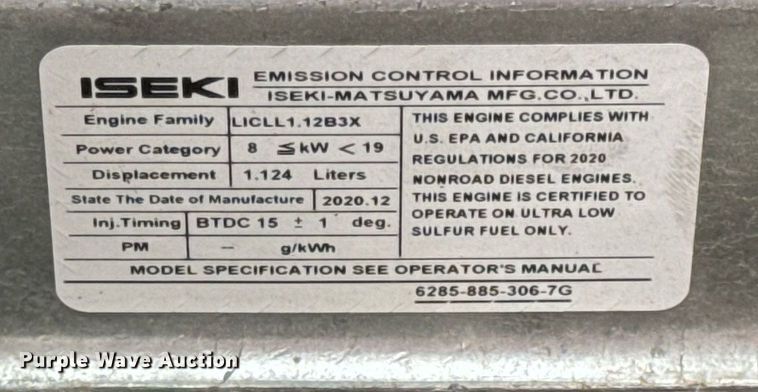 ISEKI
EMISSION CONTROL INFORMATION
ISEKI-MATSUYAMA MFG.CO.,LTD.
Engine Family LICLL1.12B3X
Power Category 8 ≦kW < 19
Displacement 1.124 Liters
State The Date of Manufacture 2020.12
Inj.Timing BTDC 15 ± 1 deg.
PM – g/kWh
THIS ENGINE COMPLIES WITH
U.S. EPA AND CALIFORNIA
REGULATIONS FOR 2020
NONROAD DIESEL ENGINES.
THIS ENGINE IS CERTIFIED TO
OPERATE ON ULTRA LOW
SULFUR FUEL ONLY.
MODEL SPECIFICATION SEE OPERATOR'S MANUAL
6285-885-306-7G
Purple Wave Auction